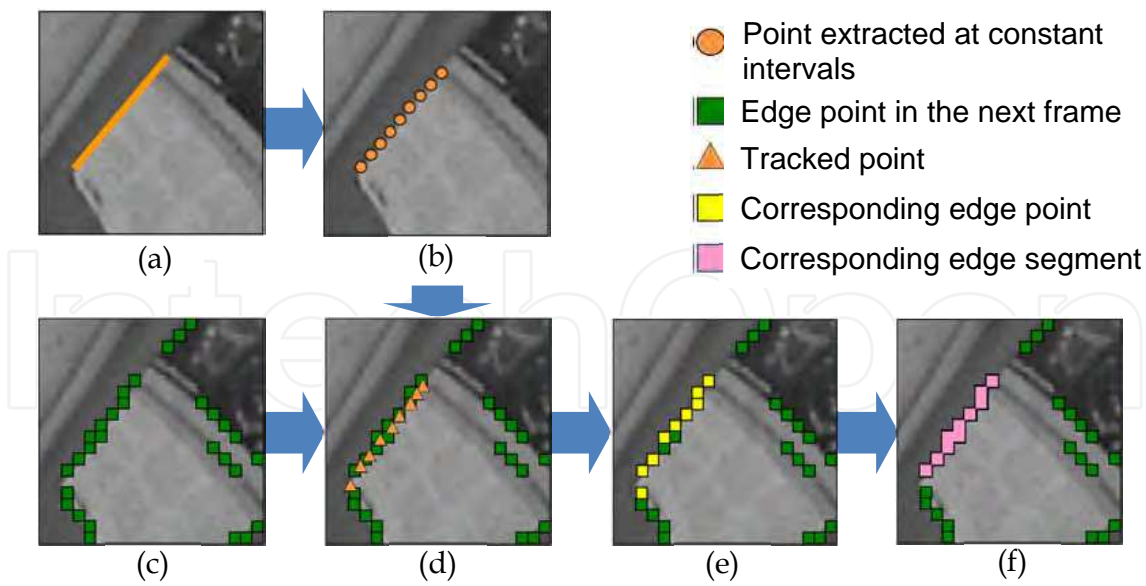 Point extracted at constant
intervals
Edge point in the next frame
Tracked point
Corresponding edge point
Corresponding edge segment
(a)
(b)
IntechOpen
(c)
(d)
(e)
(f)